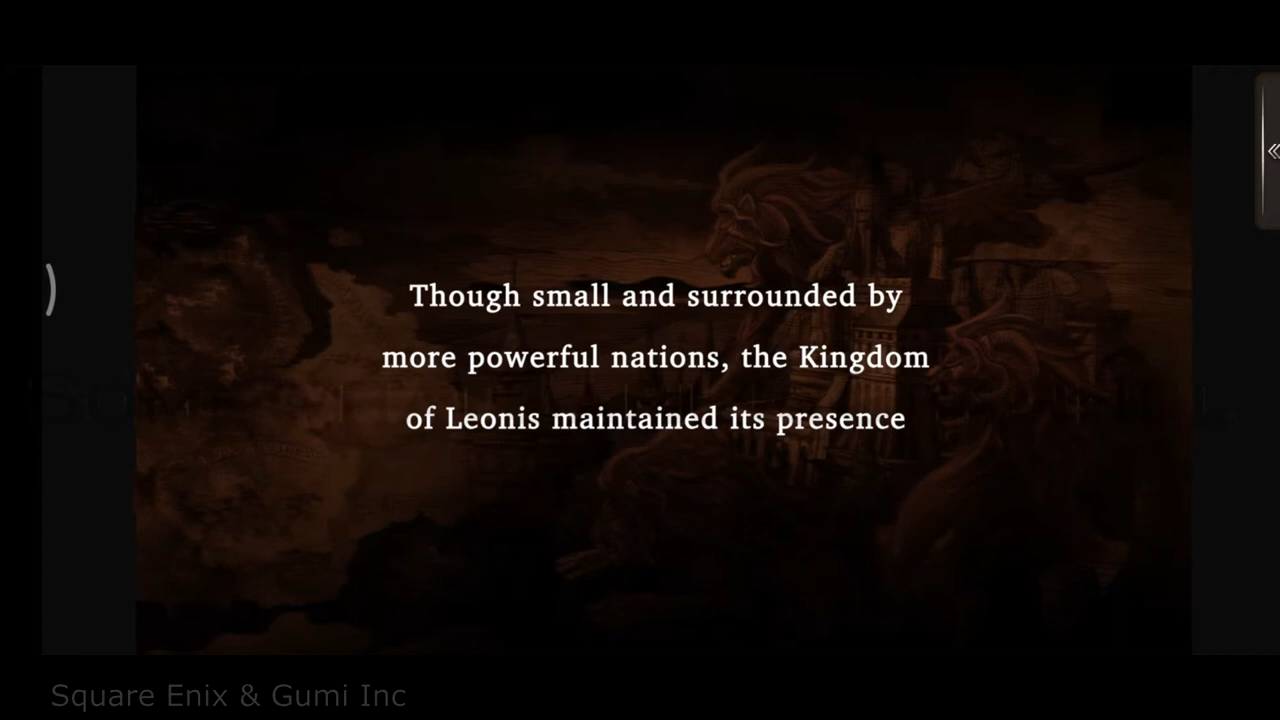 Though small and surrounded by
more powerful nations, the Kingdom
of Leonis maintained its presence
Square Enix & Gumi Inc